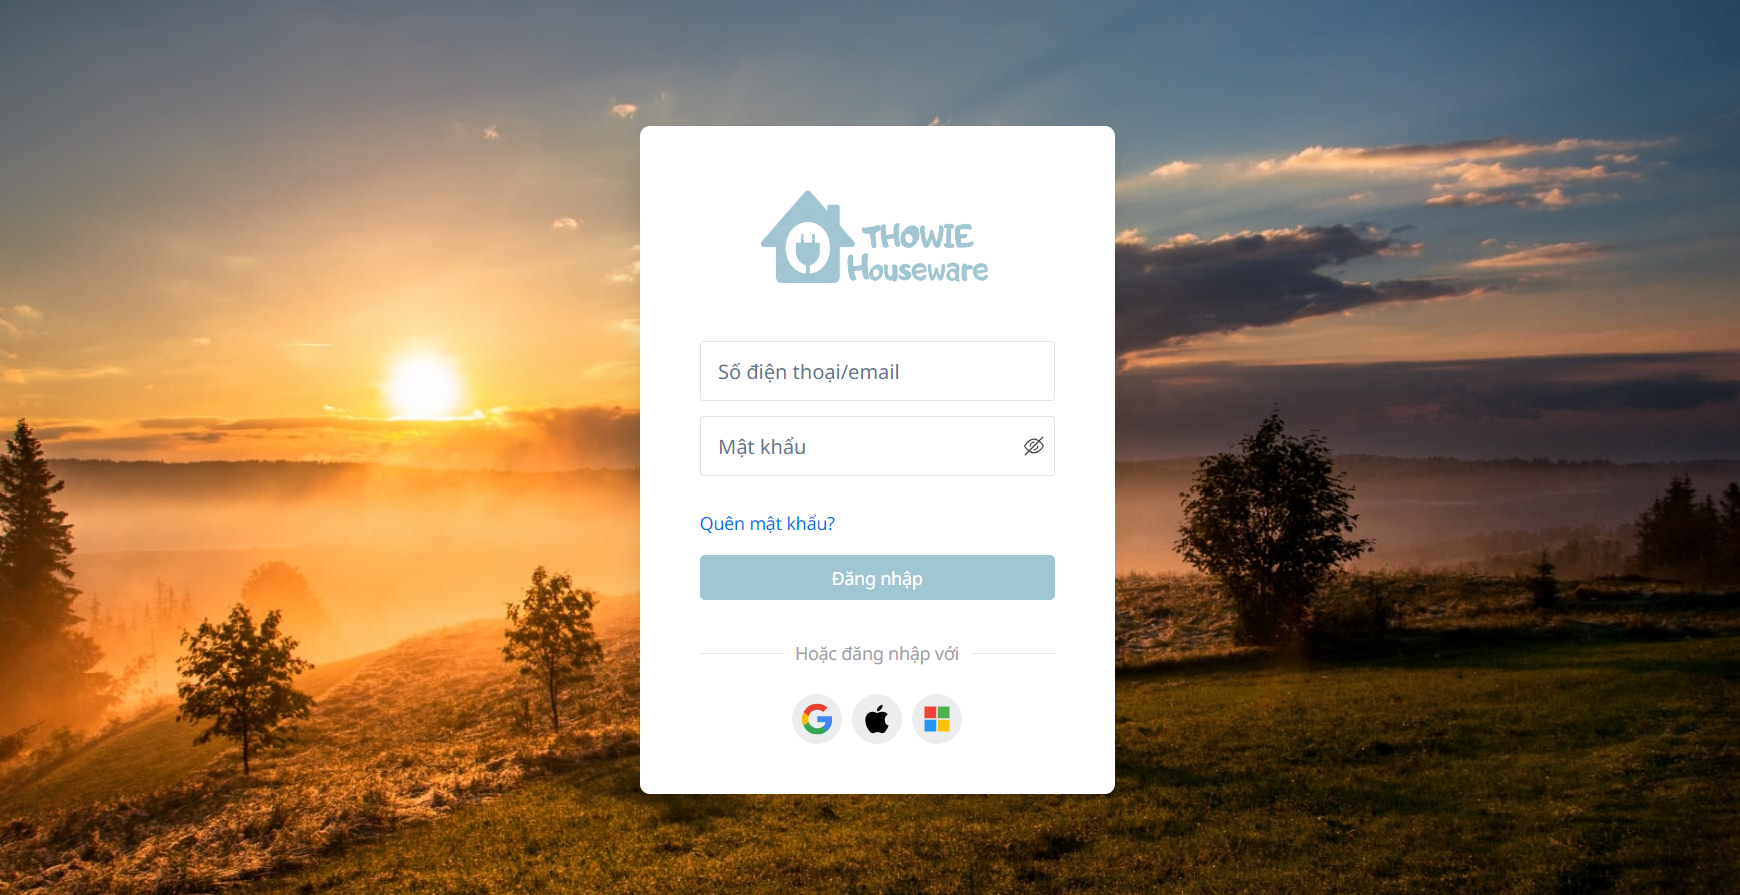 THOWIE
Houseware
Số điện thoại/email
Mật khẩu
Quên mật khẩu?
Đăng nhập
Hoặc đăng nhập với